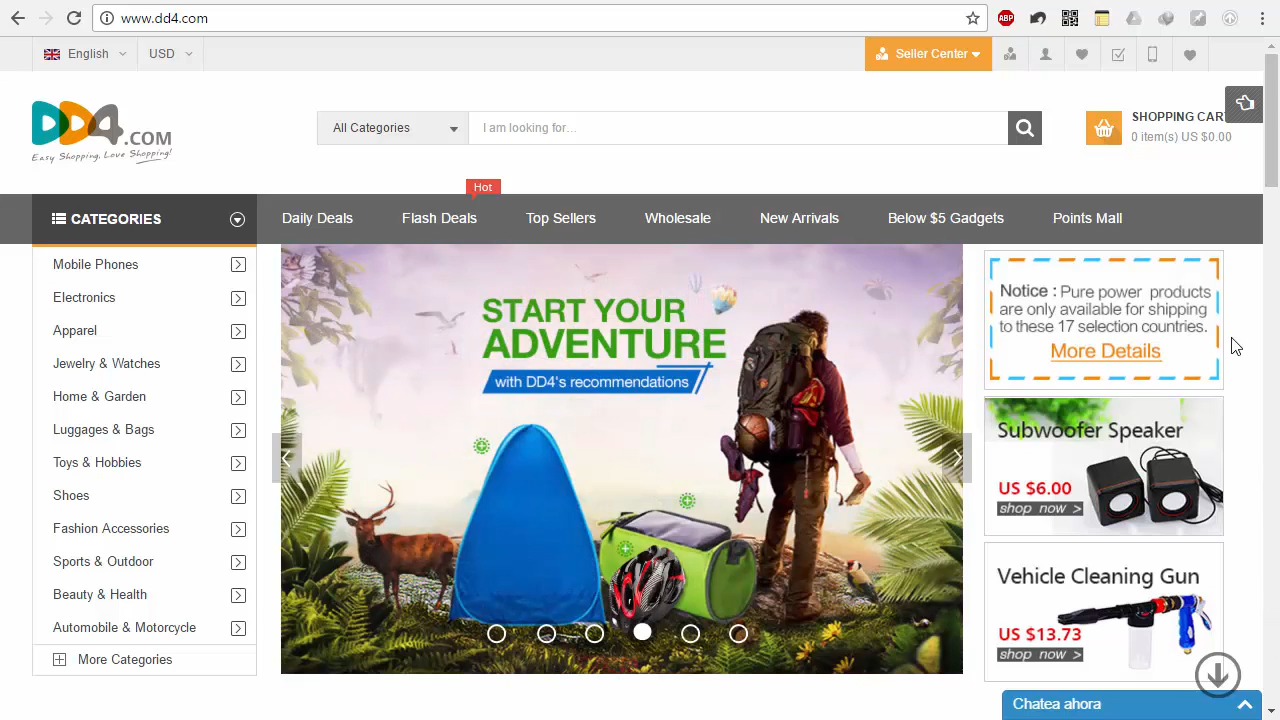 www.dd4.com
ABP
English
USD
Seller Center
DD4.COM
Easy Shopping, Love Shopping!
All Categories
I am looking for...
SHOPPING CART
0 item(s) US $0.00
Hot
CATEGORIES
Daily Deals
Flash Deals
Top Sellers
Wholesale
New Arrivals
Below $5 Gadgets
Points Mall
Mobile Phones
Electronics
Apparel
Jewelry & Watches
Home & Garden
Luggages & Bags
Toys & Hobbies
Shoes
Fashion Accessories
Sports & Outdoor
Beauty & Health
Automobile & Motorcycle
More Categories
START YOUR
ADVENTURE
with DD4's recommendations
Notice : Pure power products
are only available for shipping
to these 17 selection countries.
More Details
Subwoofer Speaker
US $6.00
shop now >
Vehicle Cleaning Gun
US $13.73
shop now >
Chatea ahora